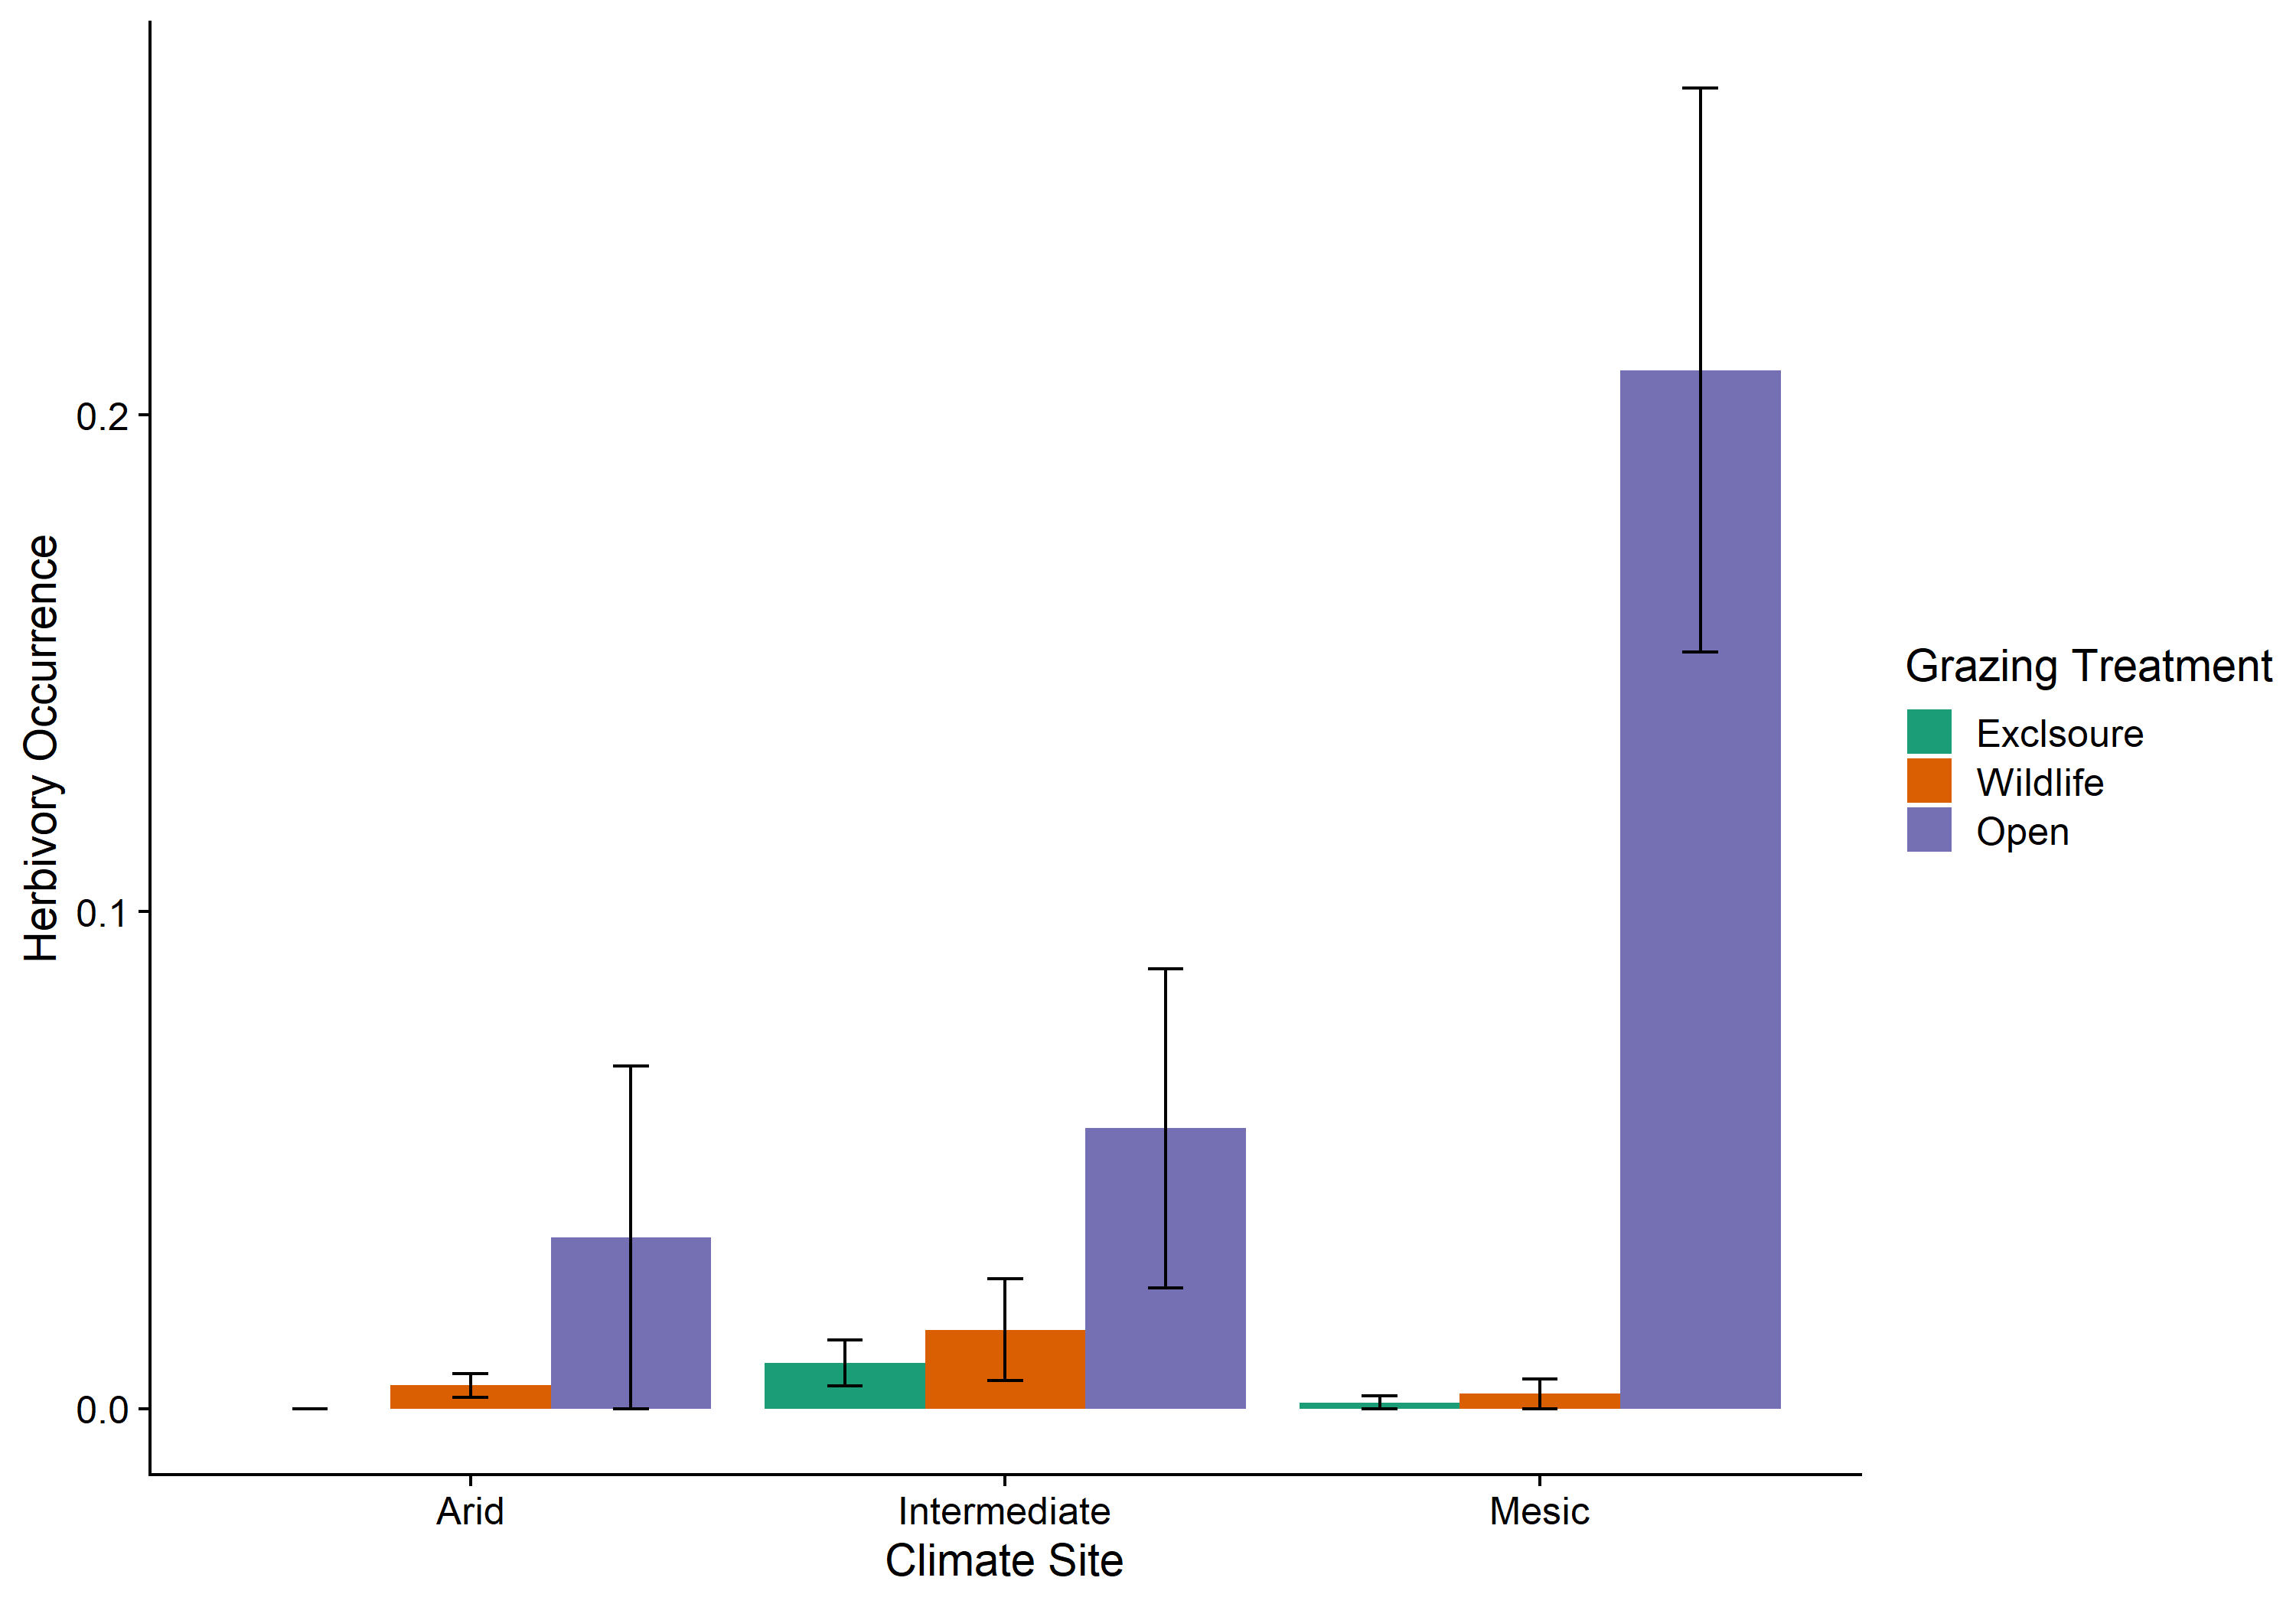 Herbivory Occurrence
0.2
0.1
0.0
Arid
Intermediate
Mesic
Climate Site
Grazing Treatment
Exclsoure
Wildlife
Open